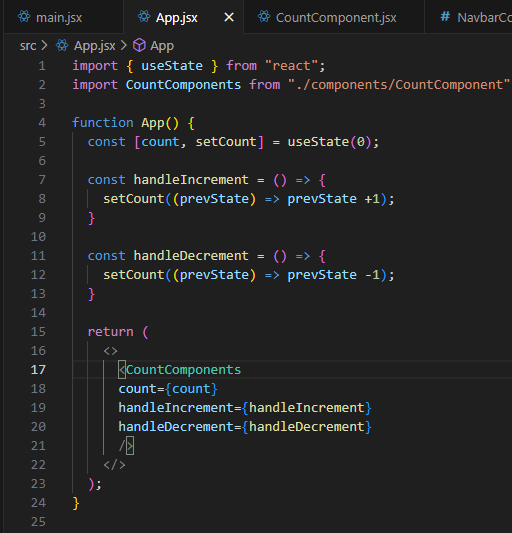 main.jsx App.jsx CountComponent.jsx # NavbarCo
src > App.jsx > App
1 import { useState } from "react";
2 import CountComponents from "./components/CountComponent"
3
4 function App() {
5 const [count, setCount] = useState(0);
6
7 const handleIncrement = () => {
8 setCount((prevState) => prevState +1);
9 }
10
11 const handleDecrement = () => {
12 setCount((prevState) => prevState -1);
13 }
14
15 return (
16 <>
17 <CountComponents
18 count={count}
19 handleIncrement={handleIncrement}
20 handleDecrement={handleDecrement}
21 />
22 </>
23 );
24 }
25